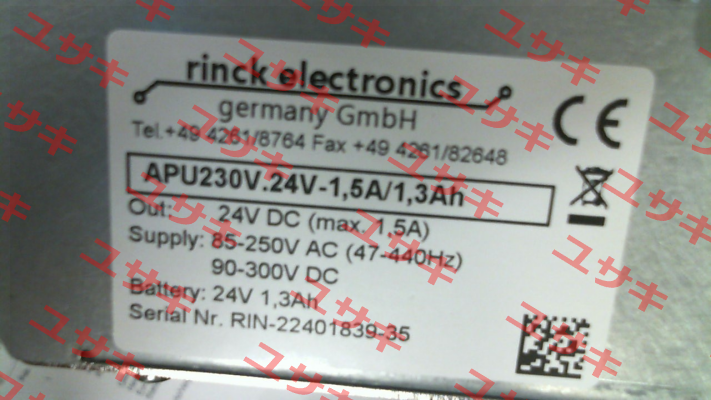 rinck electronics
germany GmbH
Tel.+49 4261/8764 Fax +49 4261/82648
CE
APU230V.24V-1,5A/1,3Ah
Out: 24V DC (max. 1,5A)
Supply: 85-250V AC (47-440Hz)
90-300V DC
Battery: 24V 1,3Ah
Serial Nr. RIN-22401839-35
ユサキ